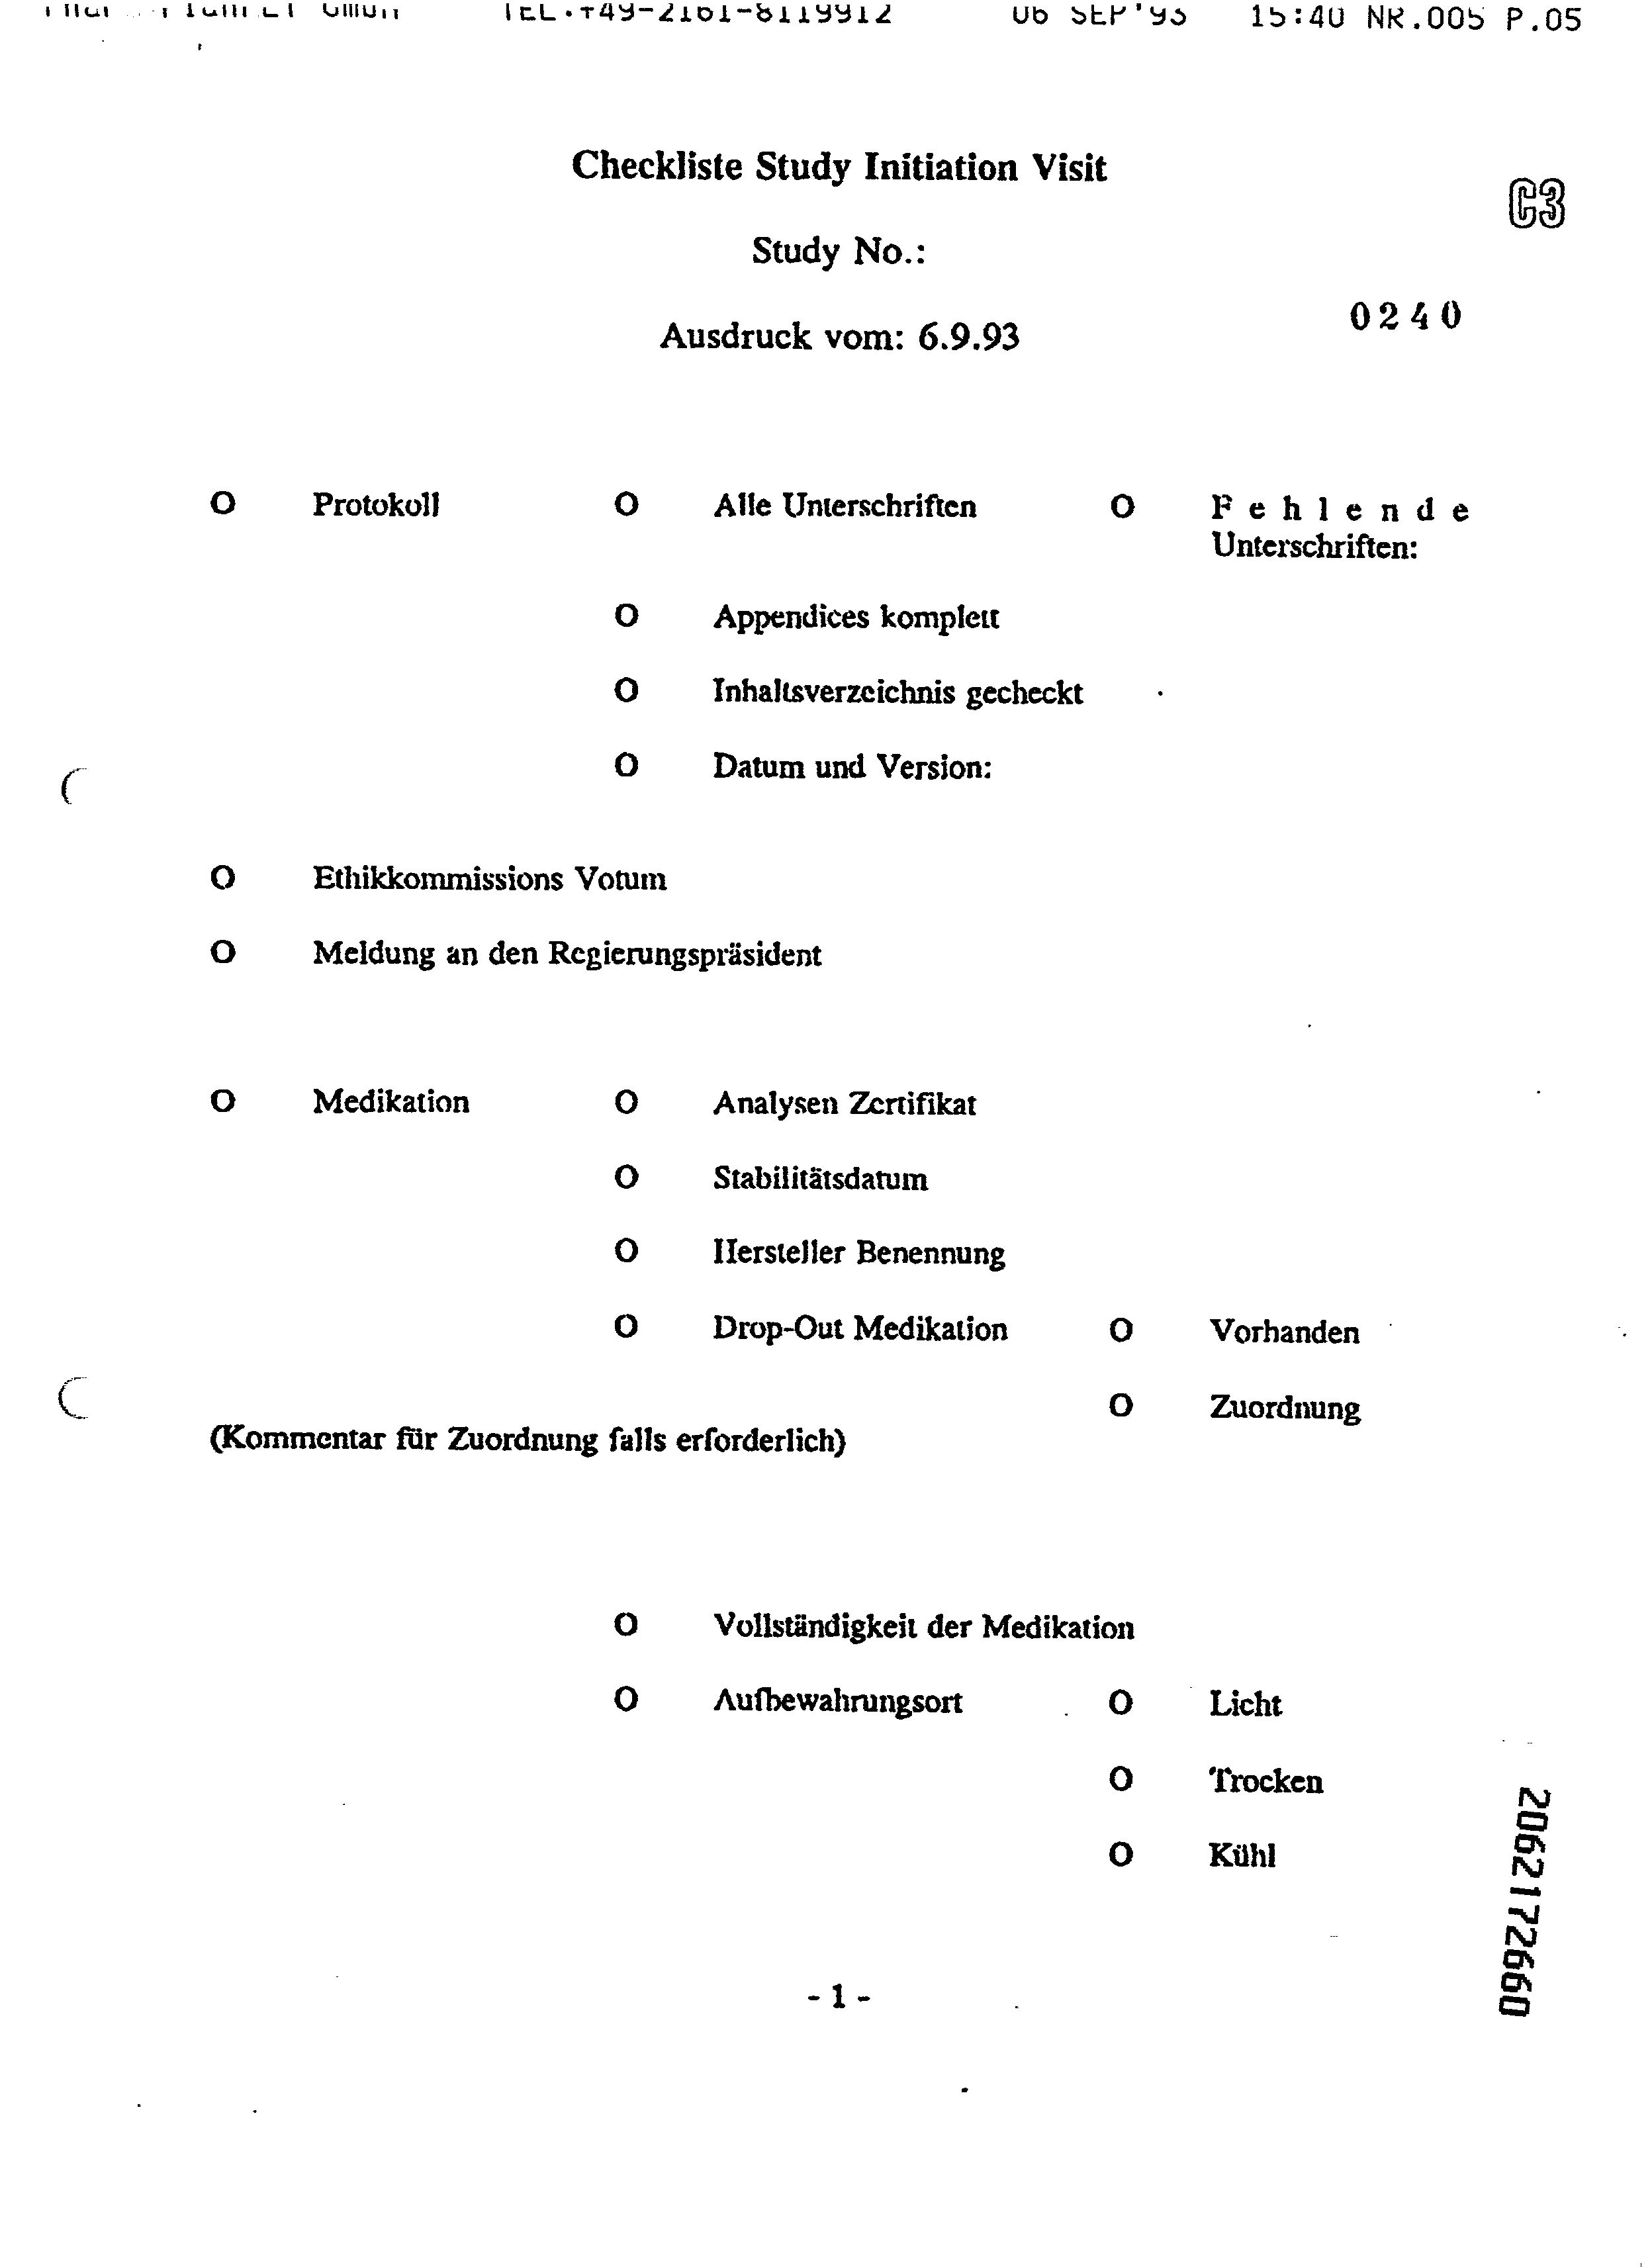 TEL.+49-2161-8119912 06 SEP'93 15:40 NR.005 P.05
Checkliste Study Initiation Visit
C3
Study No.:
0240
Ausdruck vom: 6.9.93
O Protokoll O Alle Unterschriften O Fehlende
Unterschriften:
O Appendices komplett
O Inhaltsverzeichnis gecheckt
O Datum und Version:
O Ethikkommissions Votum
O Meldung an den Regierungspräsident
O Medikation O Analysen Zertifikat
O Stabilitätsdatum
O Hersteller Benennung
O Drop-Out Medikation O Vorhanden
O Zuordnung
(Kommentar für Zuordnung falls erforderlich)
O Vollständigkeit der Medikation
O Aufbewahrungsort O Licht
O Trocken
O Kühl
2062172660
- 1 -